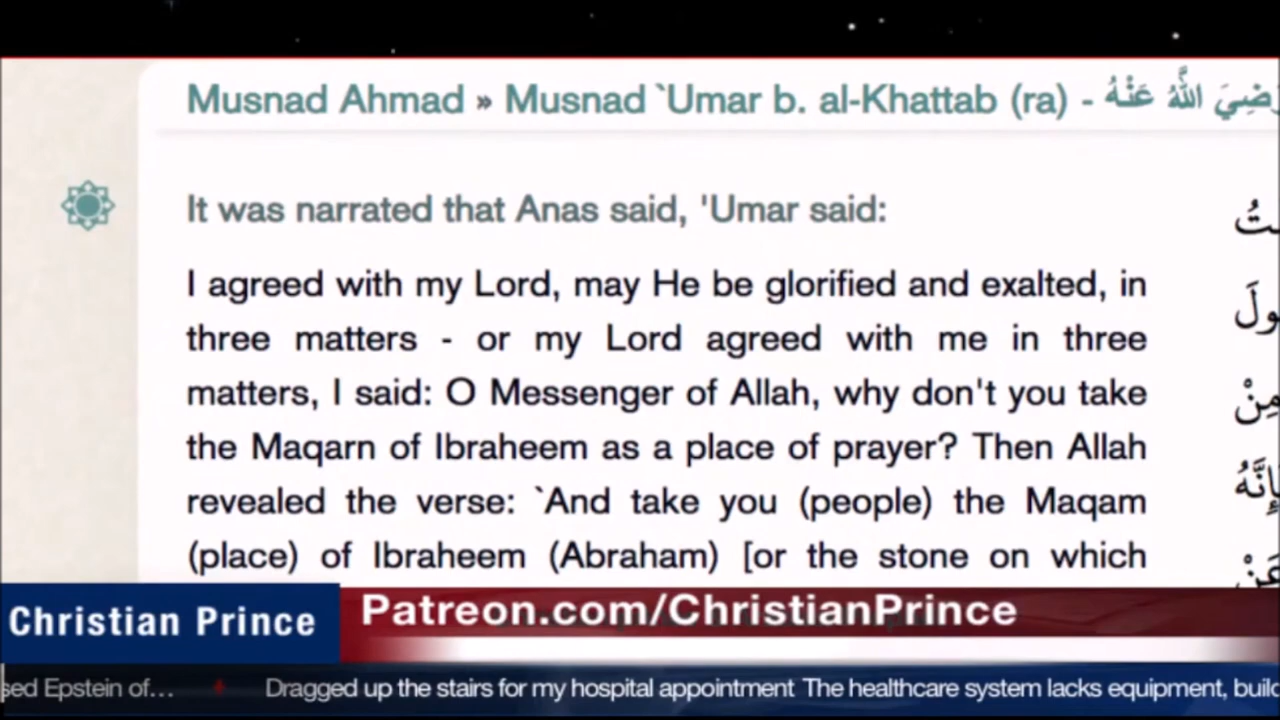 Musnad Ahmad » Musnad `Umar b. al-Khattab (ra) - رَضِيَ اللَّهُ عَنْهُ
It was narrated that Anas said, 'Umar said:
I agreed with my Lord, may He be glorified and exalted, in
three matters - or my Lord agreed with me in three
matters, I said: O Messenger of Allah, why don't you take
the Maqarn of Ibraheem as a place of prayer? Then Allah
revealed the verse: `And take you (people) the Maqam
(place) of Ibraheem (Abraham) [or the stone on which
Christian Prince
Patreon.com/ChristianPrince
sed Epstein of... Dragged up the stairs for my hospital appointment The healthcare system lacks equipment, build